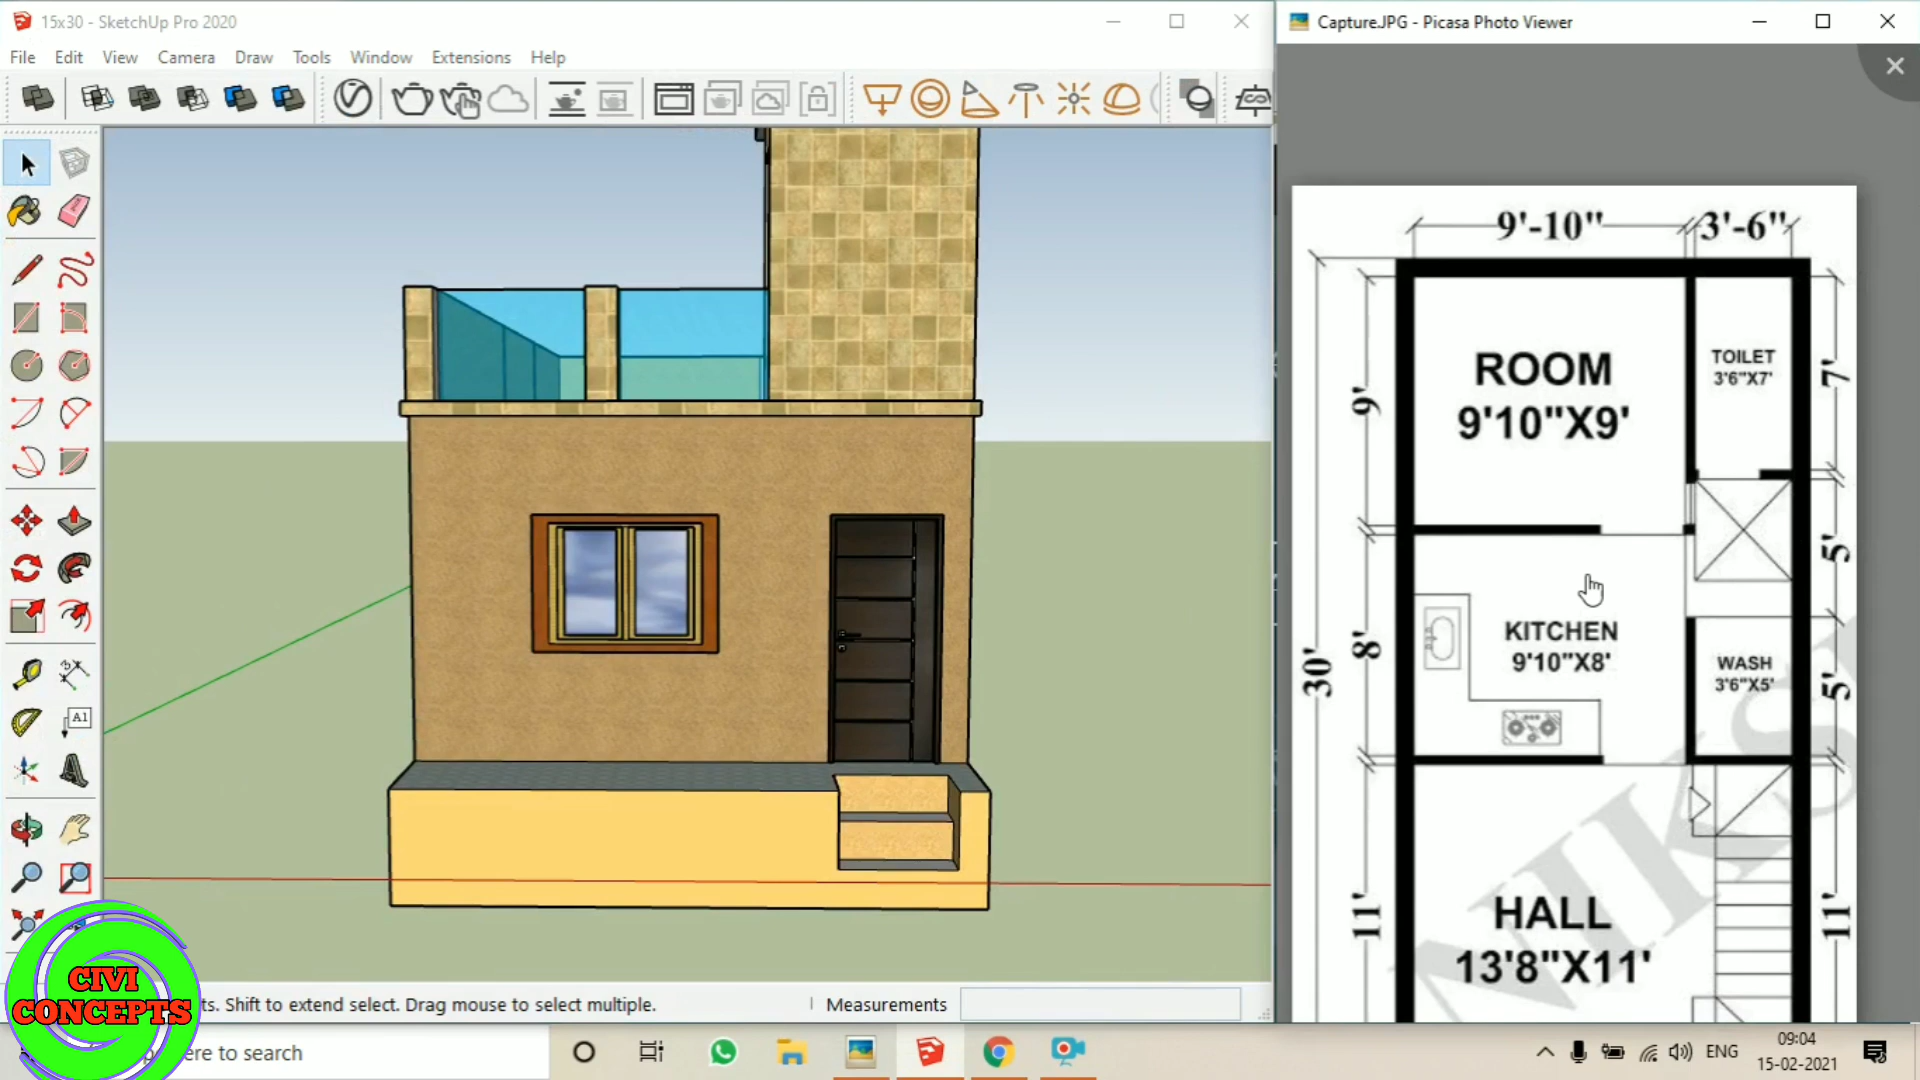 15x30 - SketchUp Pro 2020
File Edit View Camera Draw Tools Window Extensions Help
Capture.JPG - Picasa Photo Viewer
9'-10" 3'-6"
ROOM
9'10"X9'
TOILET
3'6"X7'
9'
7'
5'
KITCHEN
9'10"X8'
WASH
3'6"X5'
30'
8'
5'
HALL
13'8"X11'
11'
11'
NIKS
A1
CIVI
CONCEPTS
ts. Shift to extend select. Drag mouse to select multiple.
Measurements
ere to search
ENG
09:04
15-02-2021